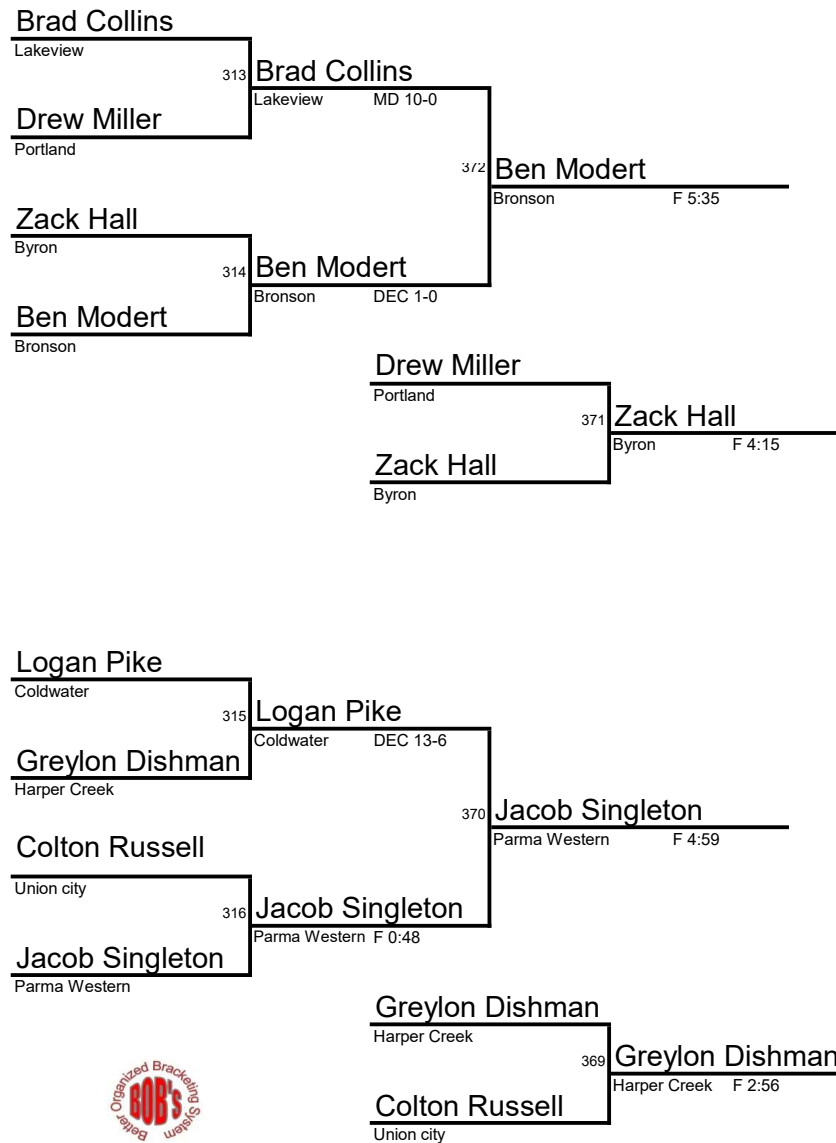 Brad Collins
Lakeview
313 Brad Collins
Lakeview MD 10-0
Drew Miller
Portland
372 Ben Modert
Bronson F 5:35
Zack Hall
Byron
314 Ben Modert
Bronson DEC 1-0
Ben Modert
Bronson
Drew Miller
Portland
371 Zack Hall
Byron F 4:15
Zack Hall
Byron
Logan Pike
Coldwater
315 Logan Pike
Coldwater DEC 13-6
Greylon Dishman
Harper Creek
370 Jacob Singleton
Parma Western F 4:59
Colton Russell
Union city
316 Jacob Singleton
Parma Western F 0:48
Jacob Singleton
Parma Western
Greylon Dishman
Harper Creek
369 Greylon Dishman
Harper Creek F 2:56
Colton Russell
Union city
Better Organized Bracketing System
BOB's